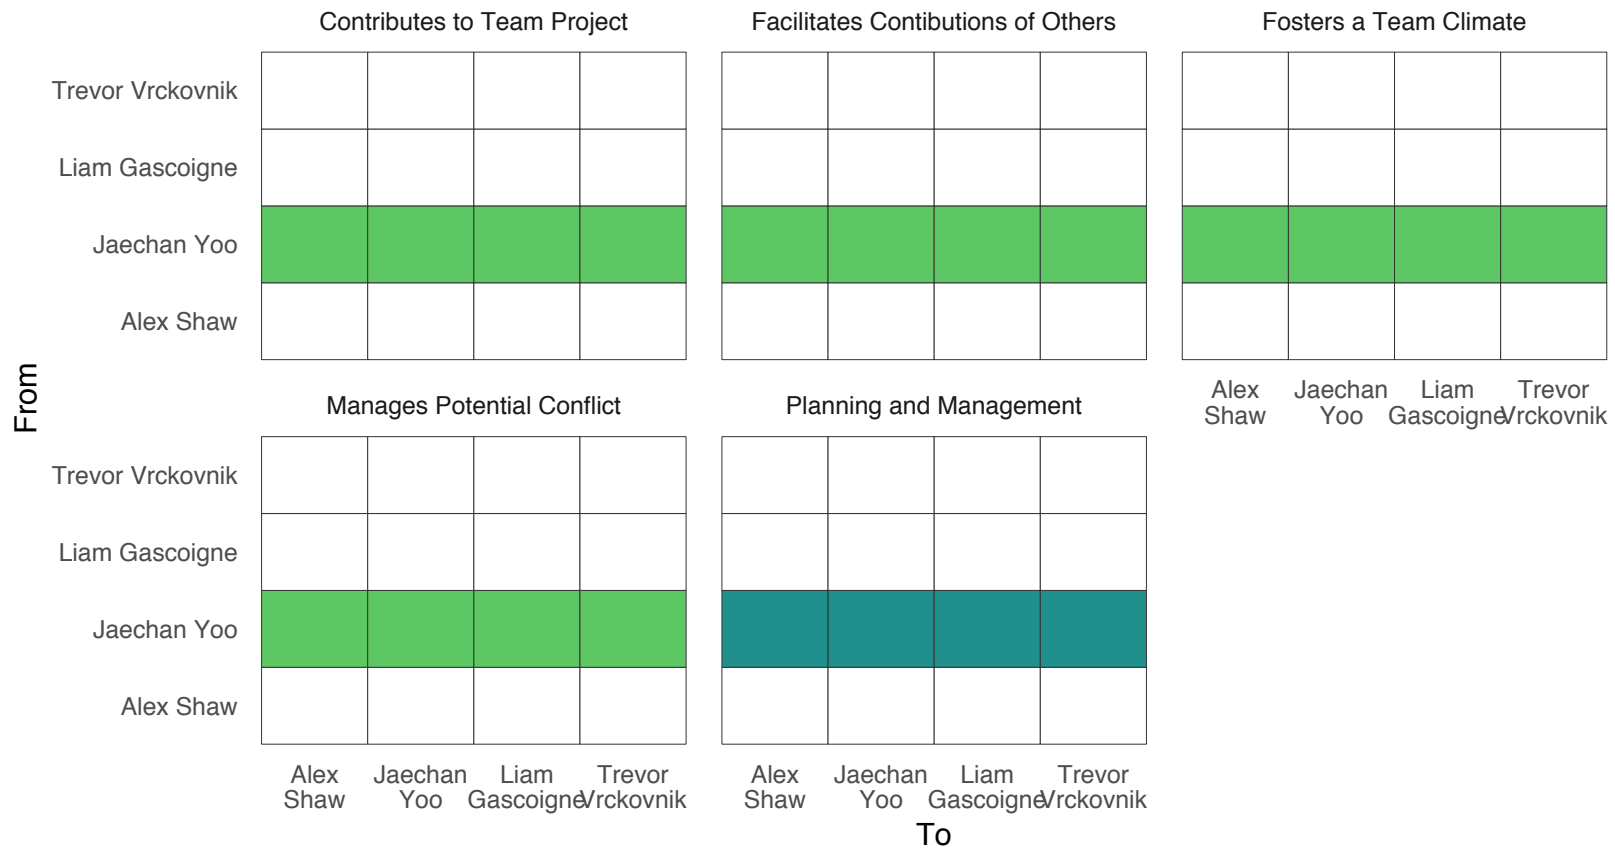 Contributes to Team Project
Facilitates Contibutions of Others
Fosters a Team Climate
Trevor Vrckovnik
Liam Gascoigne
Jaechan Yoo
Alex Shaw
Alex
Shaw
Jaechan
Yoo
Liam
Gascoigne
Trevor
Vrckovnik
From
Manages Potential Conflict
Planning and Management
Trevor Vrckovnik
Liam Gascoigne
Jaechan Yoo
Alex Shaw
Alex
Shaw
Jaechan
Yoo
Liam
Gascoigne
Trevor
Vrckovnik
Alex
Shaw
Jaechan
Yoo
Liam
Gascoigne
Trevor
Vrckovnik
To